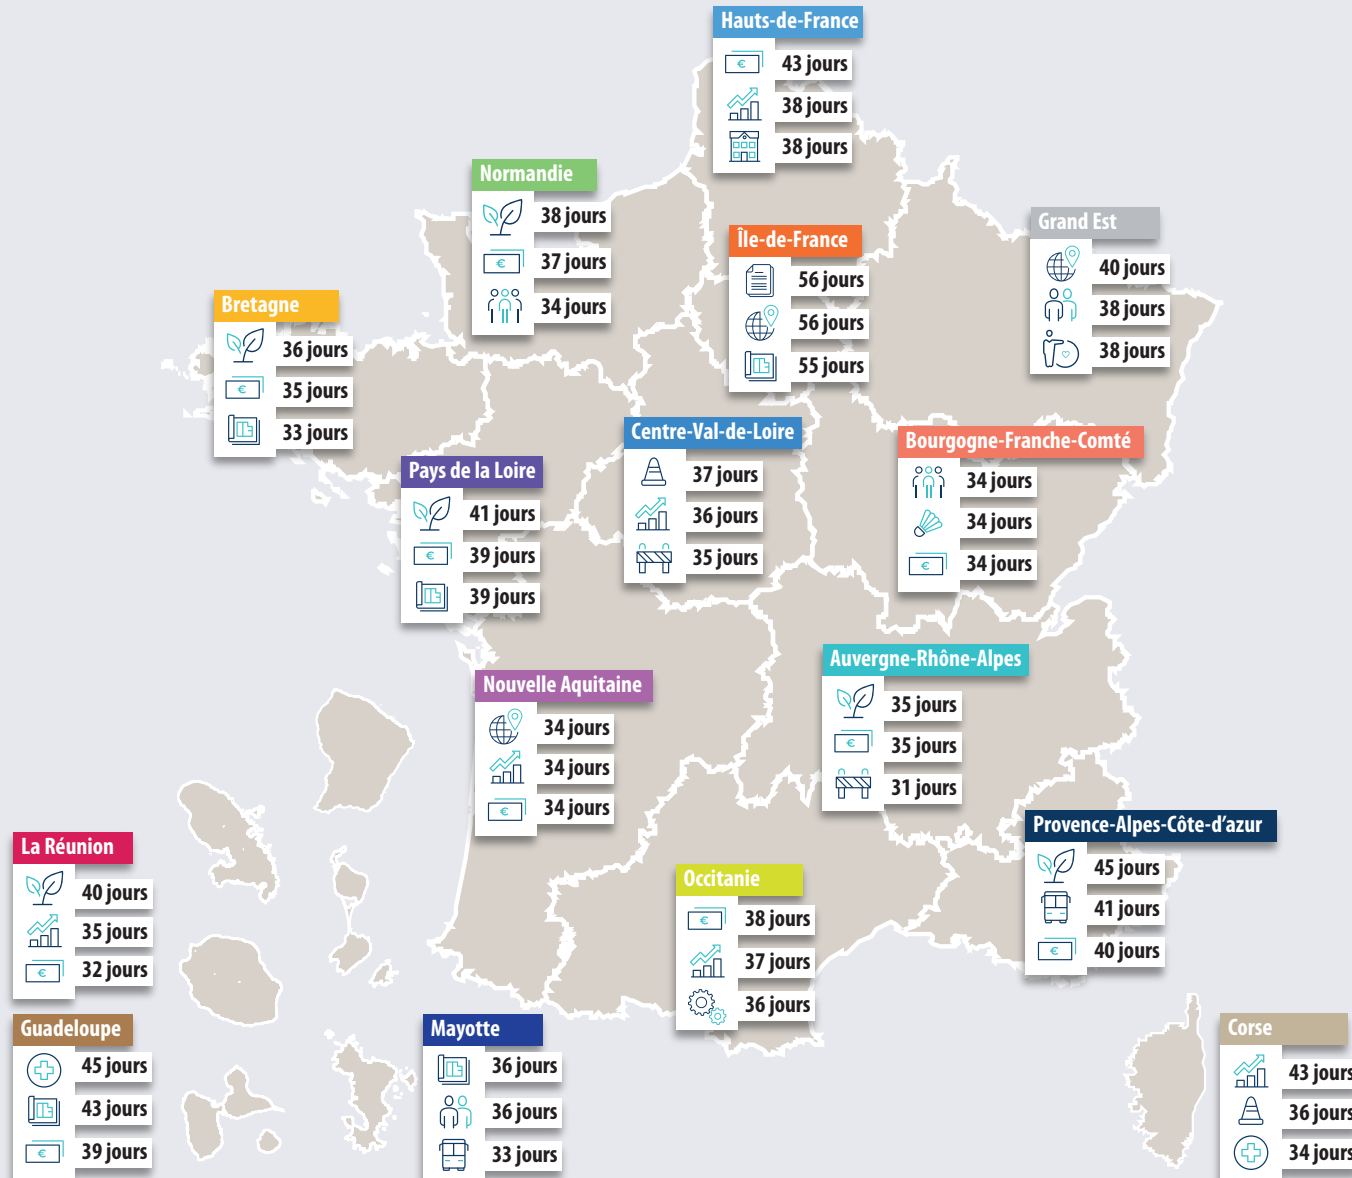 Hauts-de-France
43 jours
38 jours
38 jours
Normandie
38 jours
37 jours
34 jours
Île-de-France
56 jours
56 jours
55 jours
Grand Est
40 jours
38 jours
38 jours
Bretagne
36 jours
35 jours
33 jours
Centre-Val-de-Loire
37 jours
36 jours
35 jours
Bourgogne-Franche-Comté
34 jours
34 jours
34 jours
Pays de la Loire
41 jours
39 jours
39 jours
Auvergne-Rhône-Alpes
35 jours
35 jours
31 jours
Nouvelle Aquitaine
34 jours
34 jours
34 jours
Provence-Alpes-Côte-d’azur
45 jours
41 jours
40 jours
La Réunion
40 jours
35 jours
32 jours
Occitanie
38 jours
37 jours
36 jours
Guadeloupe
45 jours
43 jours
39 jours
Mayotte
36 jours
36 jours
33 jours
Corse
43 jours
36 jours
34 jours